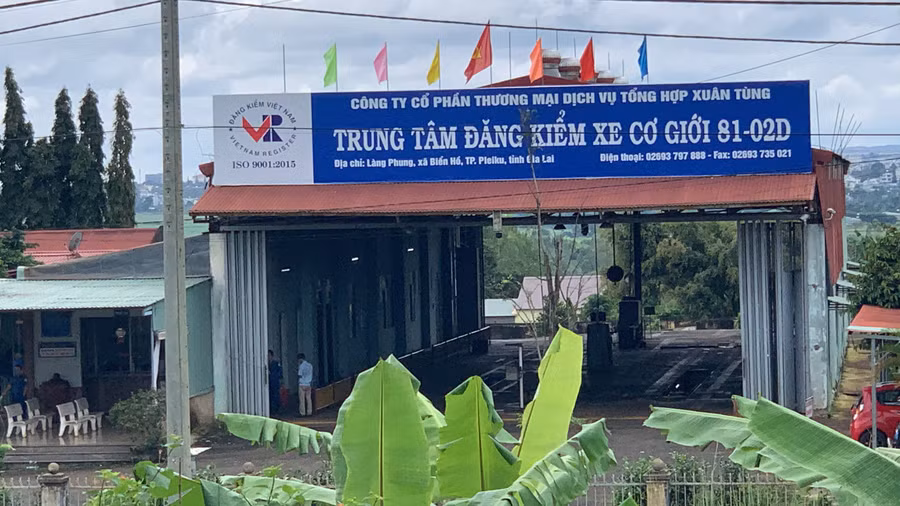 CÔNG TY CỔ PHẦN THƯƠNG MẠI DỊCH VỤ TỔNG HỢP XUÂN TÙNG
ĐĂNG KIỂM VIỆT NAM
VR
VIETNAM REGISTER
ISO 9001:2015
TRUNG TÂM ĐĂNG KIỂM XE CƠ GIỚI 81-02D
Địa chỉ: Làng Phung, xã Biển Hồ, TP. Pleiku, tỉnh Gia Lai
Điện thoại: 02693 797 888 - Fax: 02693 735 021